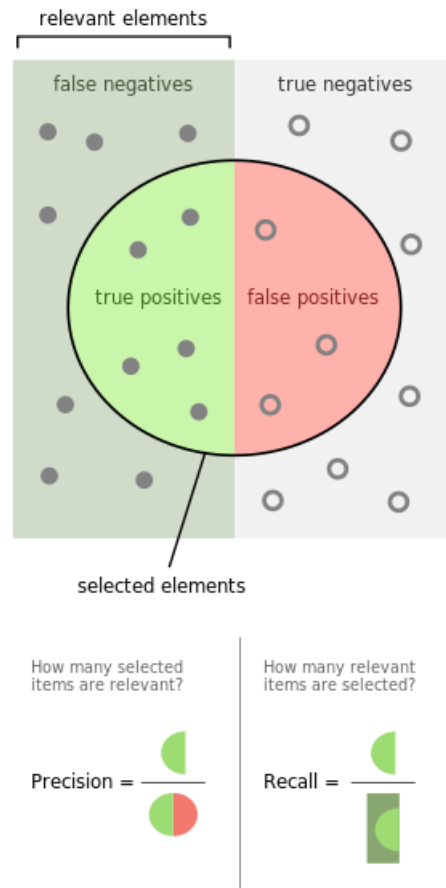 relevant elements
false negatives
true negatives
true positives
false positives
selected elements
How many selected
items are relevant?
How many relevant
items are selected?
Precision =
Recall =